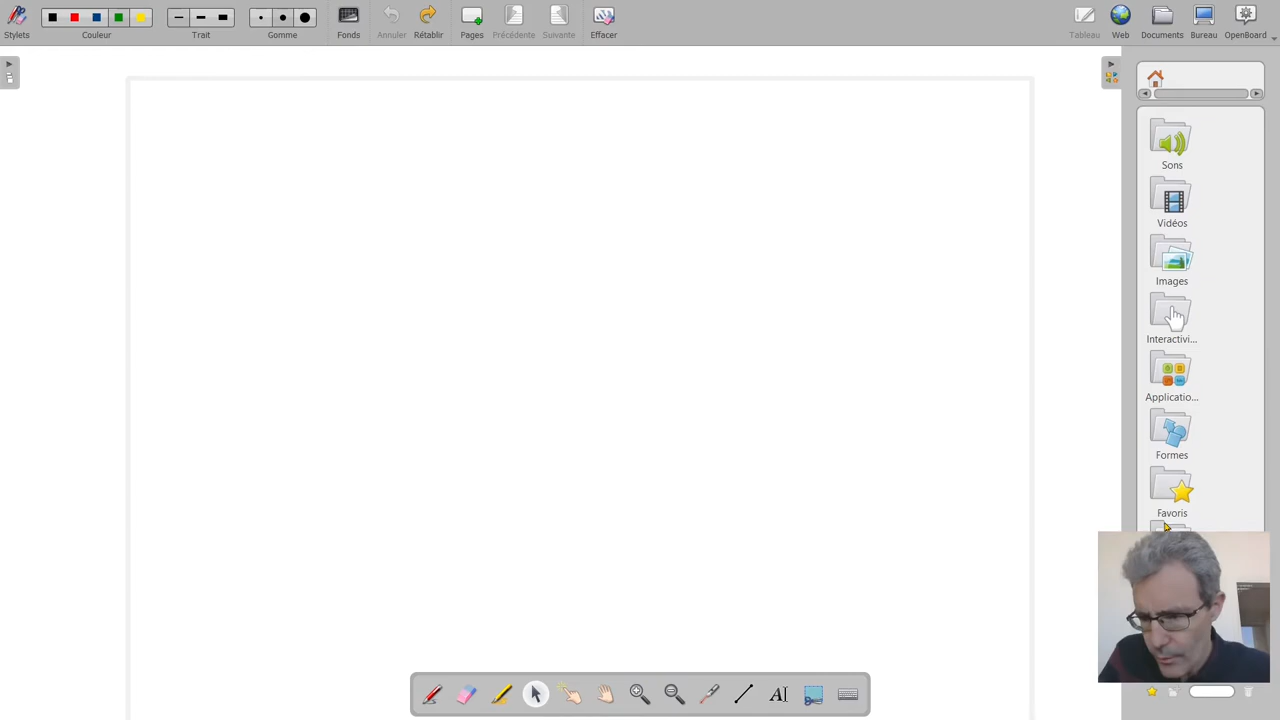 Stylets
Couleur
Trait
Gomme
Fonds
Annuler
Rétablir
Pages
Précédente
Suivante
Effacer
Tableau
Web
Documents
Bureau
OpenBoard
Sons
Vidéos
Images
Interactivi...
Applicatio...
Formes
Favoris
AI